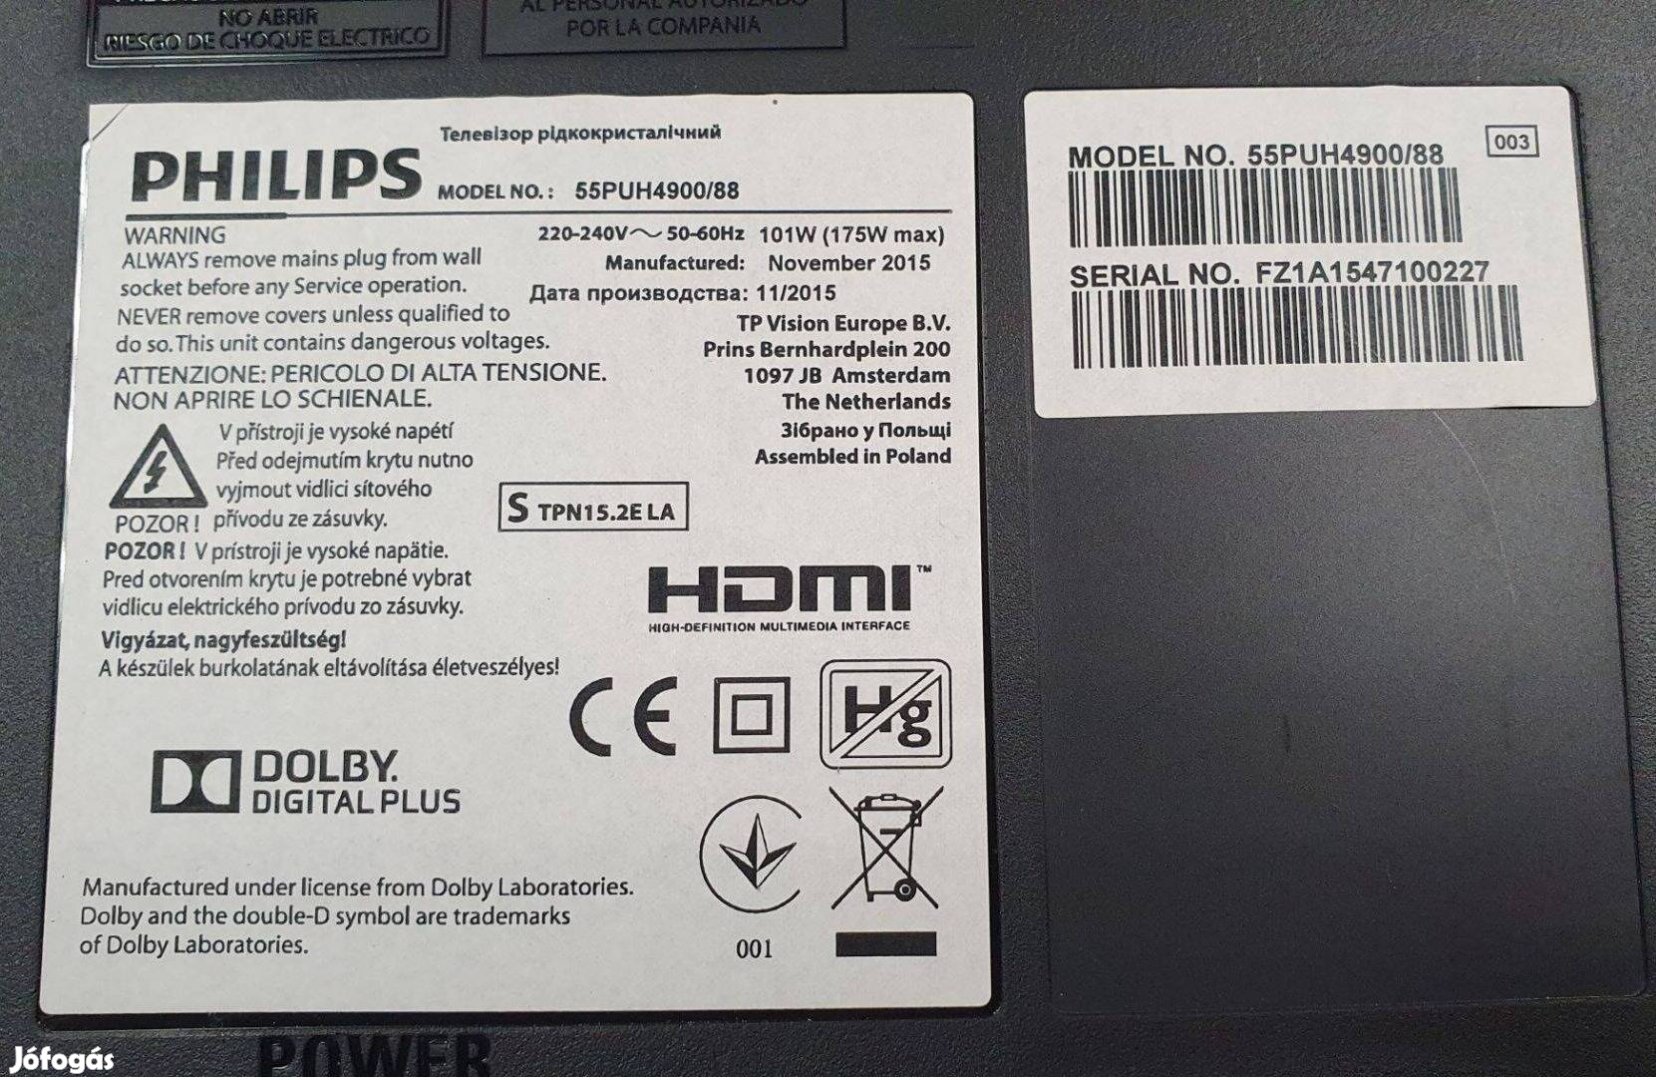 NO ABRIR
RIESGO DE CHOQUE ELECTRICO
AL PERSONAL AUTORIZADO
POR LA COMPANIA
Телевізор рідкокристалічний
PHILIPS MODEL NO.: 55PUH4900/88
WARNING
ALWAYS remove mains plug from wall
socket before any Service operation.
NEVER remove covers unless qualified to
do so. This unit contains dangerous voltages.
ATTENZIONE: PERICOLO DI ALTA TENSIONE.
NON APRIRE LO SCHIENALE.
220-240V~ 50-60Hz 101W (175W max)
Manufactured: November 2015
Дата производства: 11/2015
TP Vision Europe B.V.
Prins Bernhardplein 200
1097 JB Amsterdam
The Netherlands
Зібрано у Польщі
Assembled in Poland
V přístroji je vysoké napétí
Před odejmutím krytu nutno
vyjmout vidlici sítového
POZOR! přívodu ze zásuvky.
POZOR! V prístroji je vysoké napätie.
Pred otvorením krytu je potrebné vybrat
vidlicu elektrického prívodu zo zásuvky.
Vigyázat, nagyfeszültség!
A készülek burkolatának eltávolítása életveszélyes!
S TPN15.2E LA
HDMI™
HIGH-DEFINITION MULTIMEDIA INTERFACE
CE
Hg
DOLBY.
DIGITAL PLUS
Manufactured under license from Dolby Laboratories.
Dolby and the double-D symbol are trademarks
of Dolby Laboratories.
001
003
MODEL NO. 55PUH4900/88
SERIAL NO. FZ1A1547100227
POWER
Jófogás